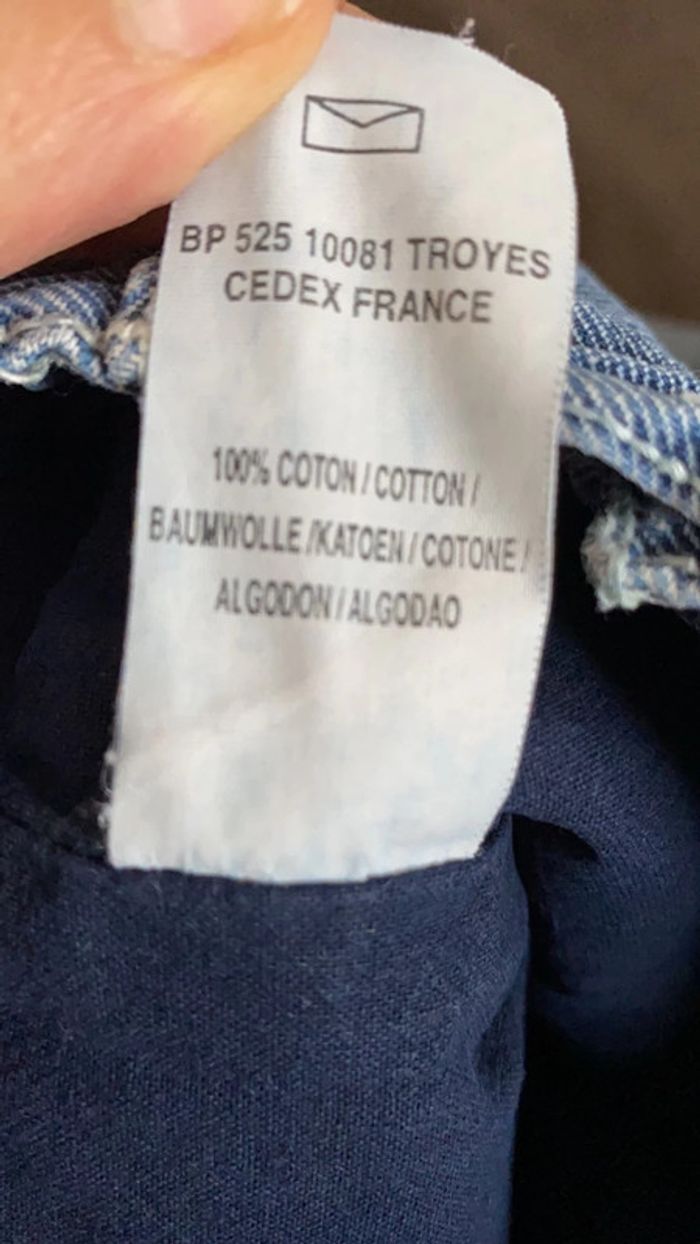 BP 525 10081 TROYES
CEDEX FRANCE
100% COTON / COTTON /
BAUMWOLLE /KATOEN / COTONE /
ALGODON / ALGODAO